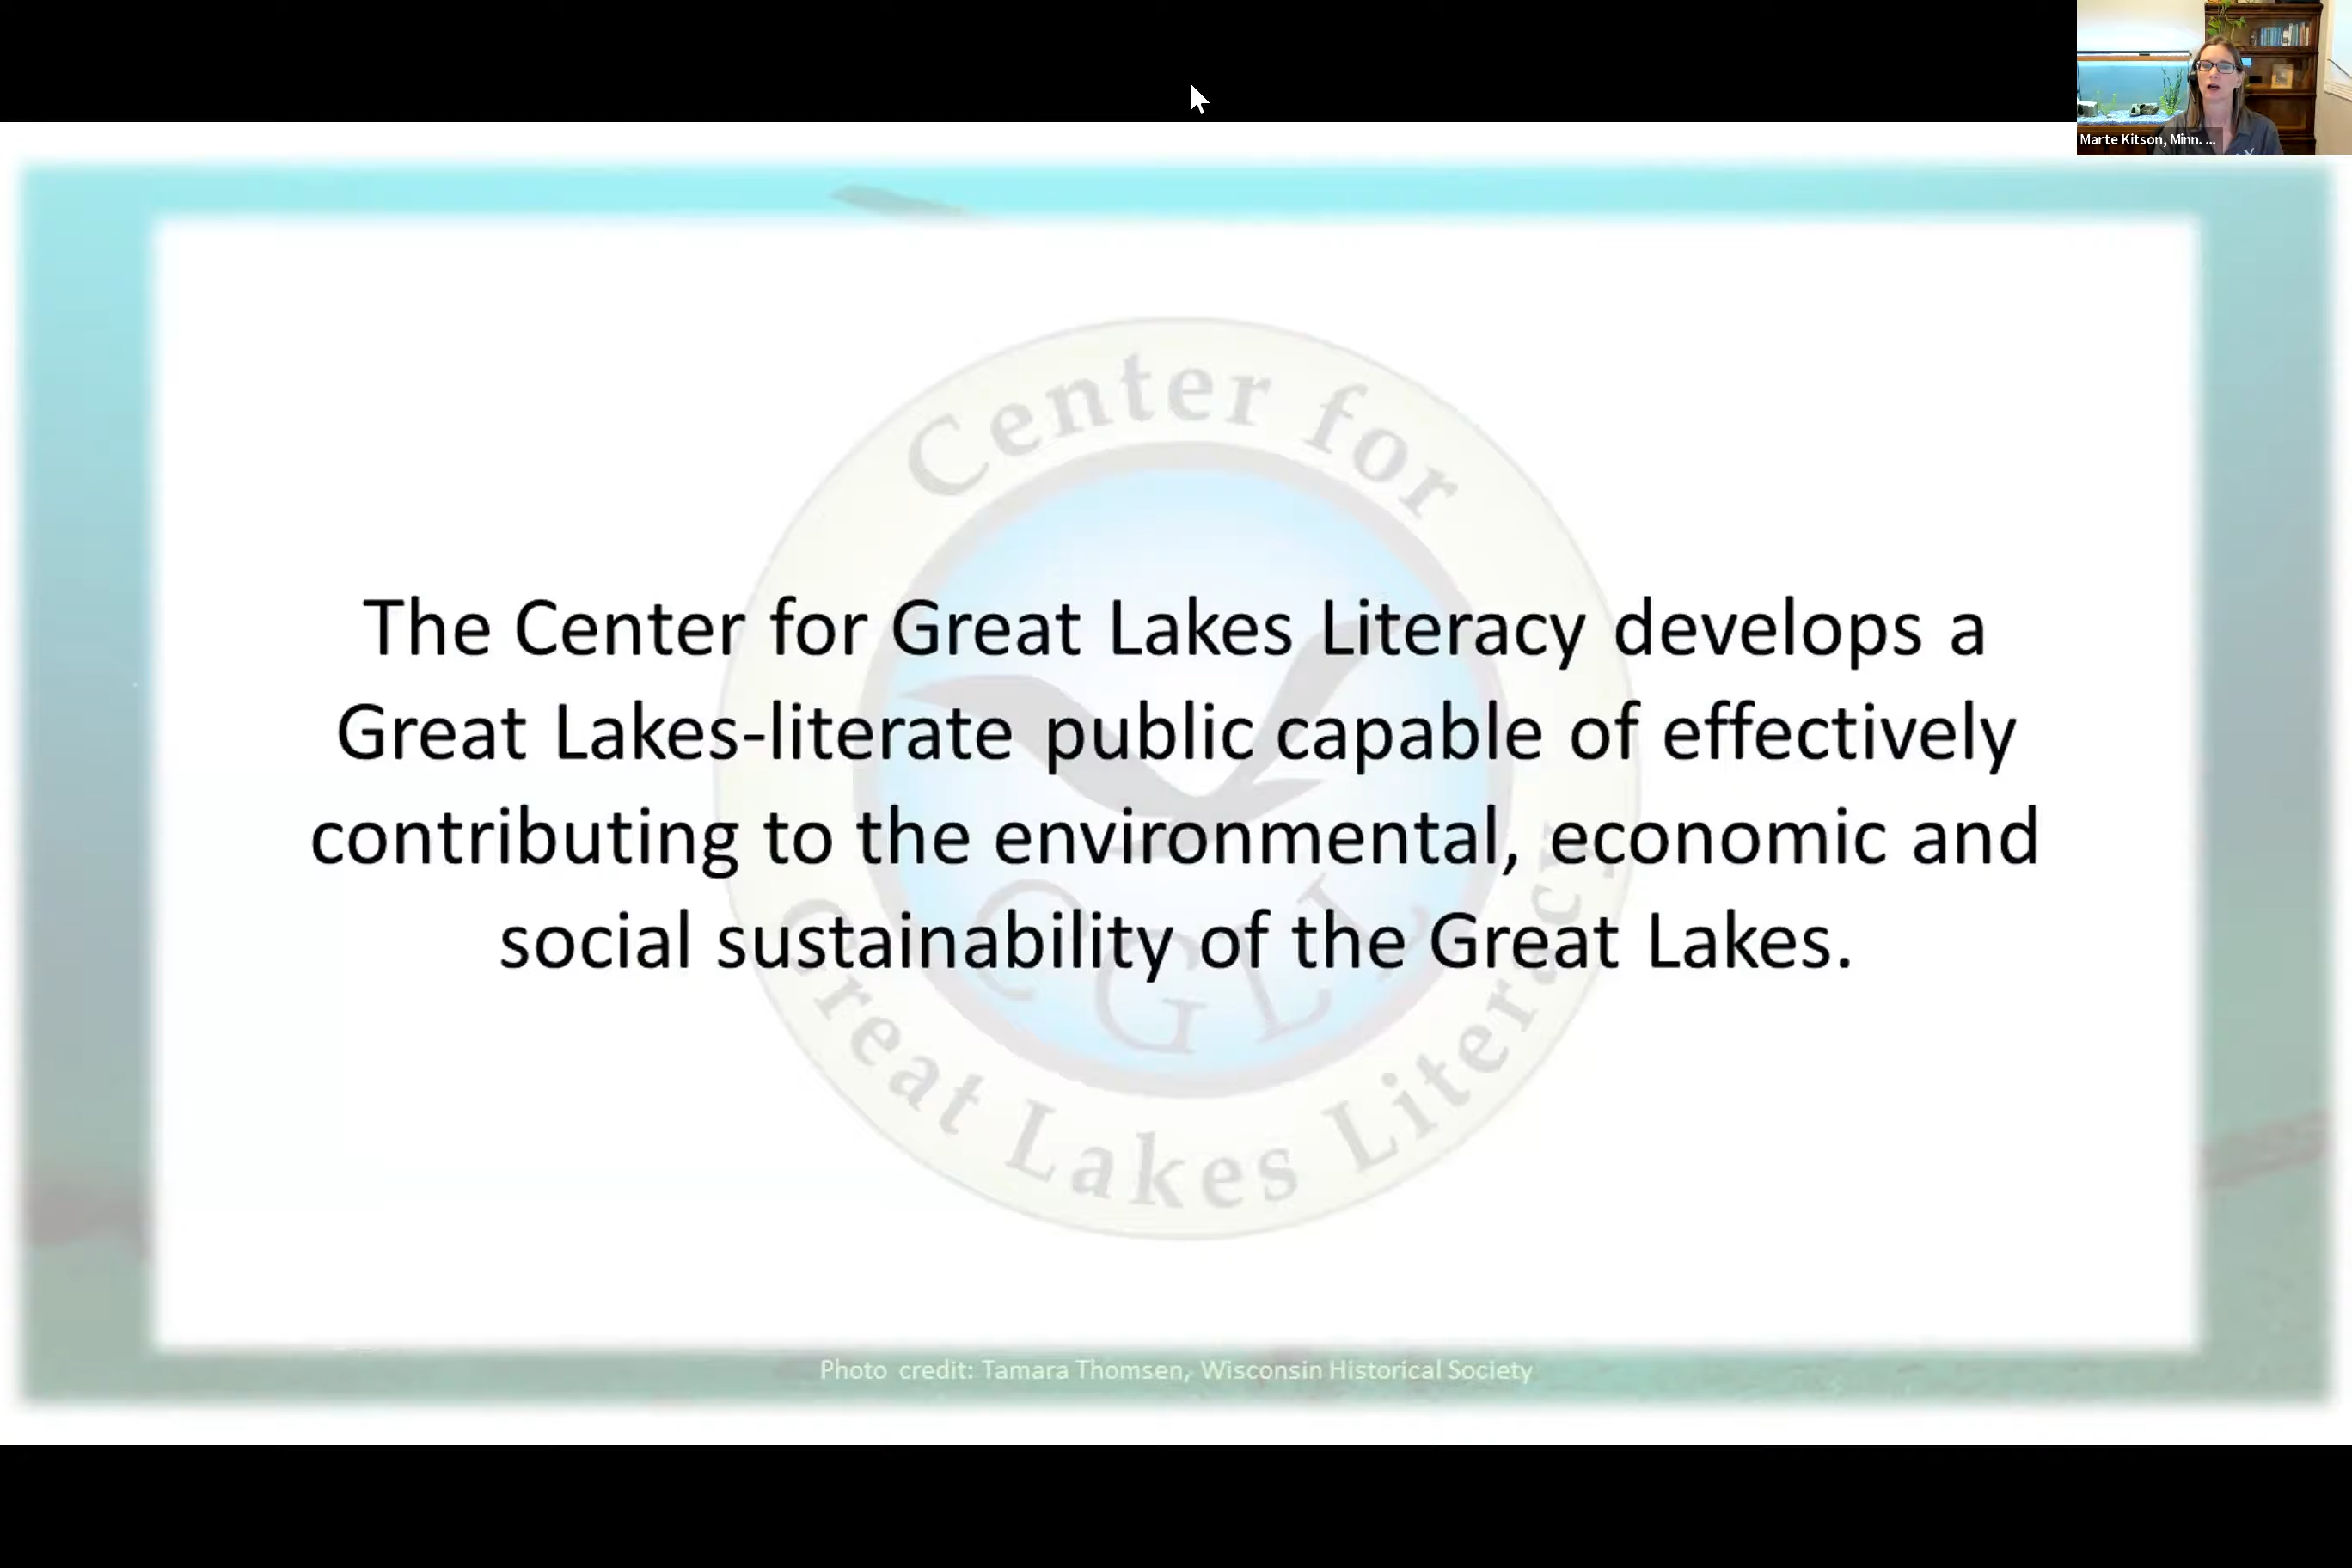 Marte Kitson, Minn. ...
Center for
The Center for Great Lakes Literacy develops a
Great Lakes-literate public capable of effectively
contributing to the environmental, economic and
social sustainability of the Great Lakes.
CGLL
Great Lakes Literacy
Photo credit: Tamara Thomsen, Wisconsin Historical Society